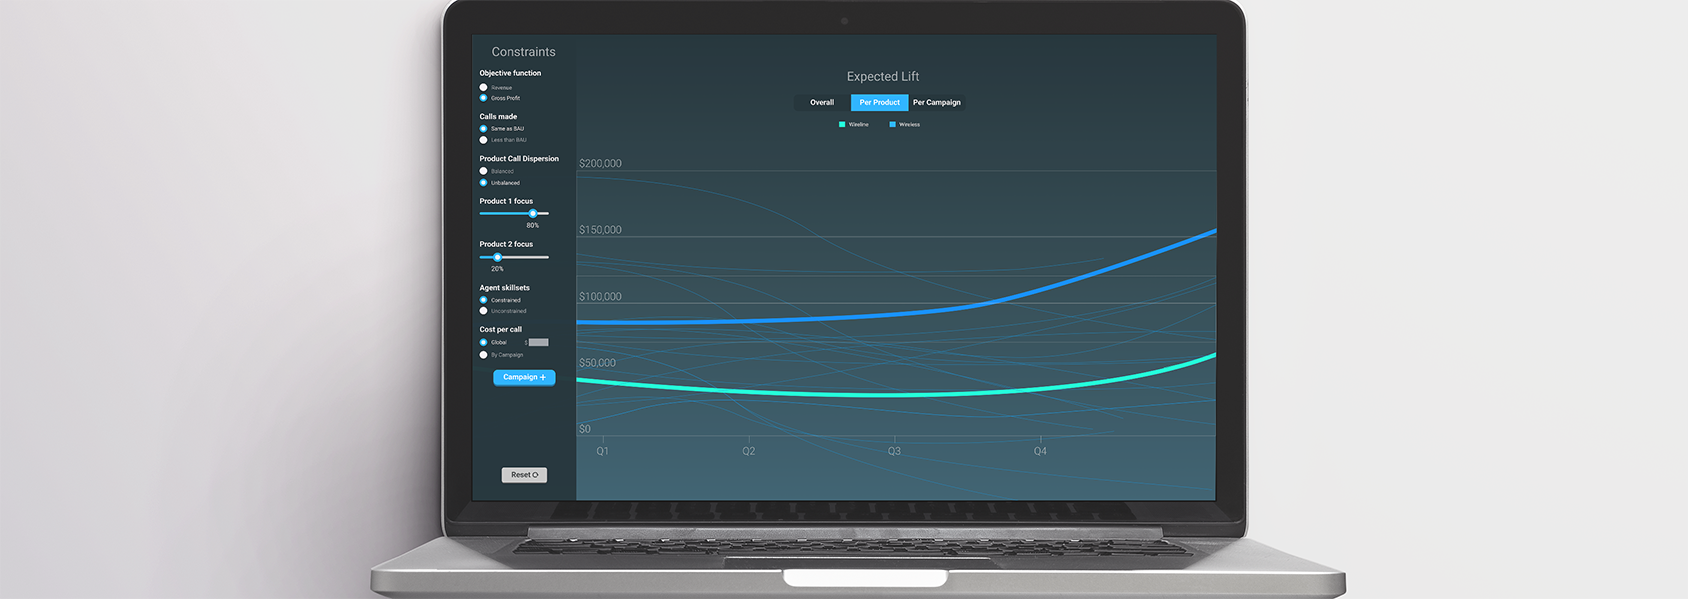 Constraints
Objective function
Revenue
Gross Profit
Calls made
Same as BAU
Less than BAU
Product Call Dispersion
Balanced
Unbalanced
Product 1 focus
80%
Product 2 focus
20%
Agent skillsets
Constrained
Unconstrained
Cost per call
Global $
By Campaign
Campaign +
Reset
Expected Lift
Overall Per Product Per Campaign
Wireline Wireless
$200,000
$150,000
$100,000
$50,000
$0
Q1 Q2 Q3 Q4